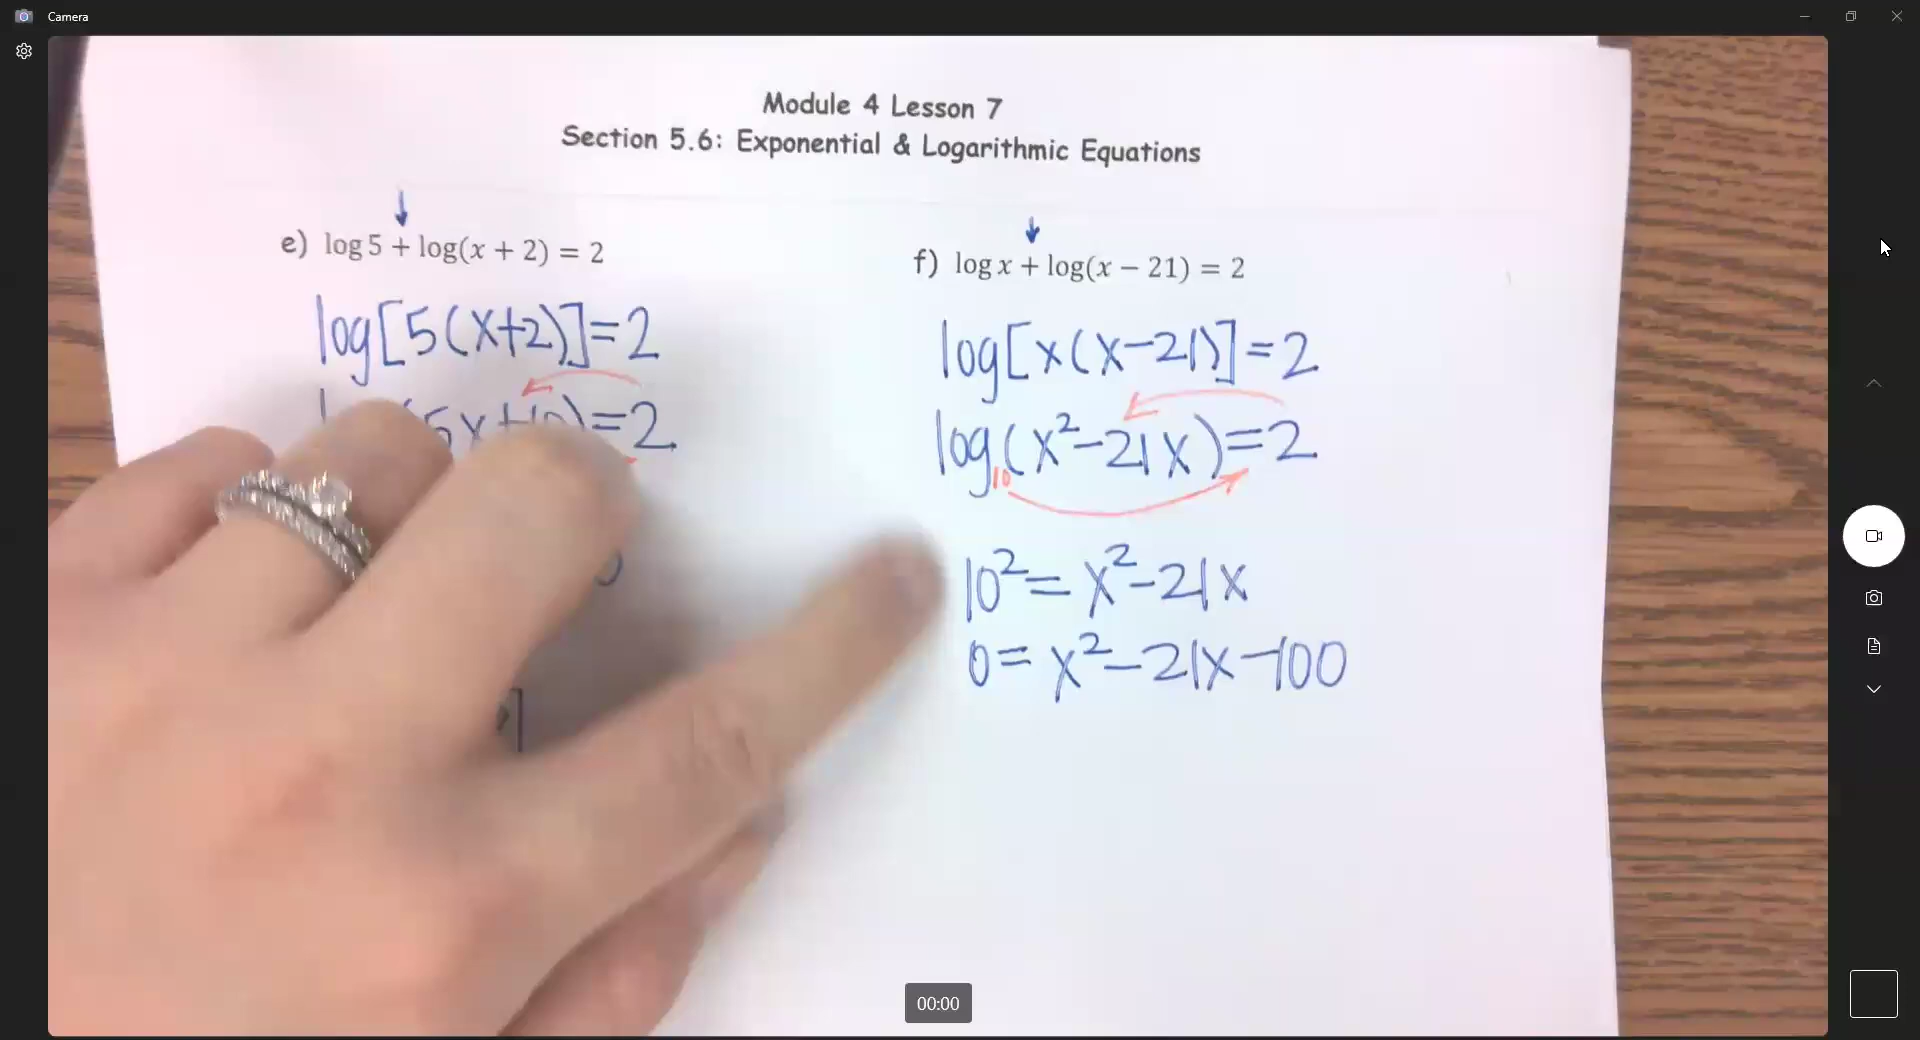 Camera
Module 4 Lesson 7
Section 5.6: Exponential & Logarithmic Equations
e) log 5 + log(x + 2) = 2
log[5(x+2)]=2
5x+10)=2
f) log x + log(x − 21) = 2
log[x(x-21)]=2
log₁₀(x²-21x)=2
10²=x²-21x
0=x²-21x-100
00:00